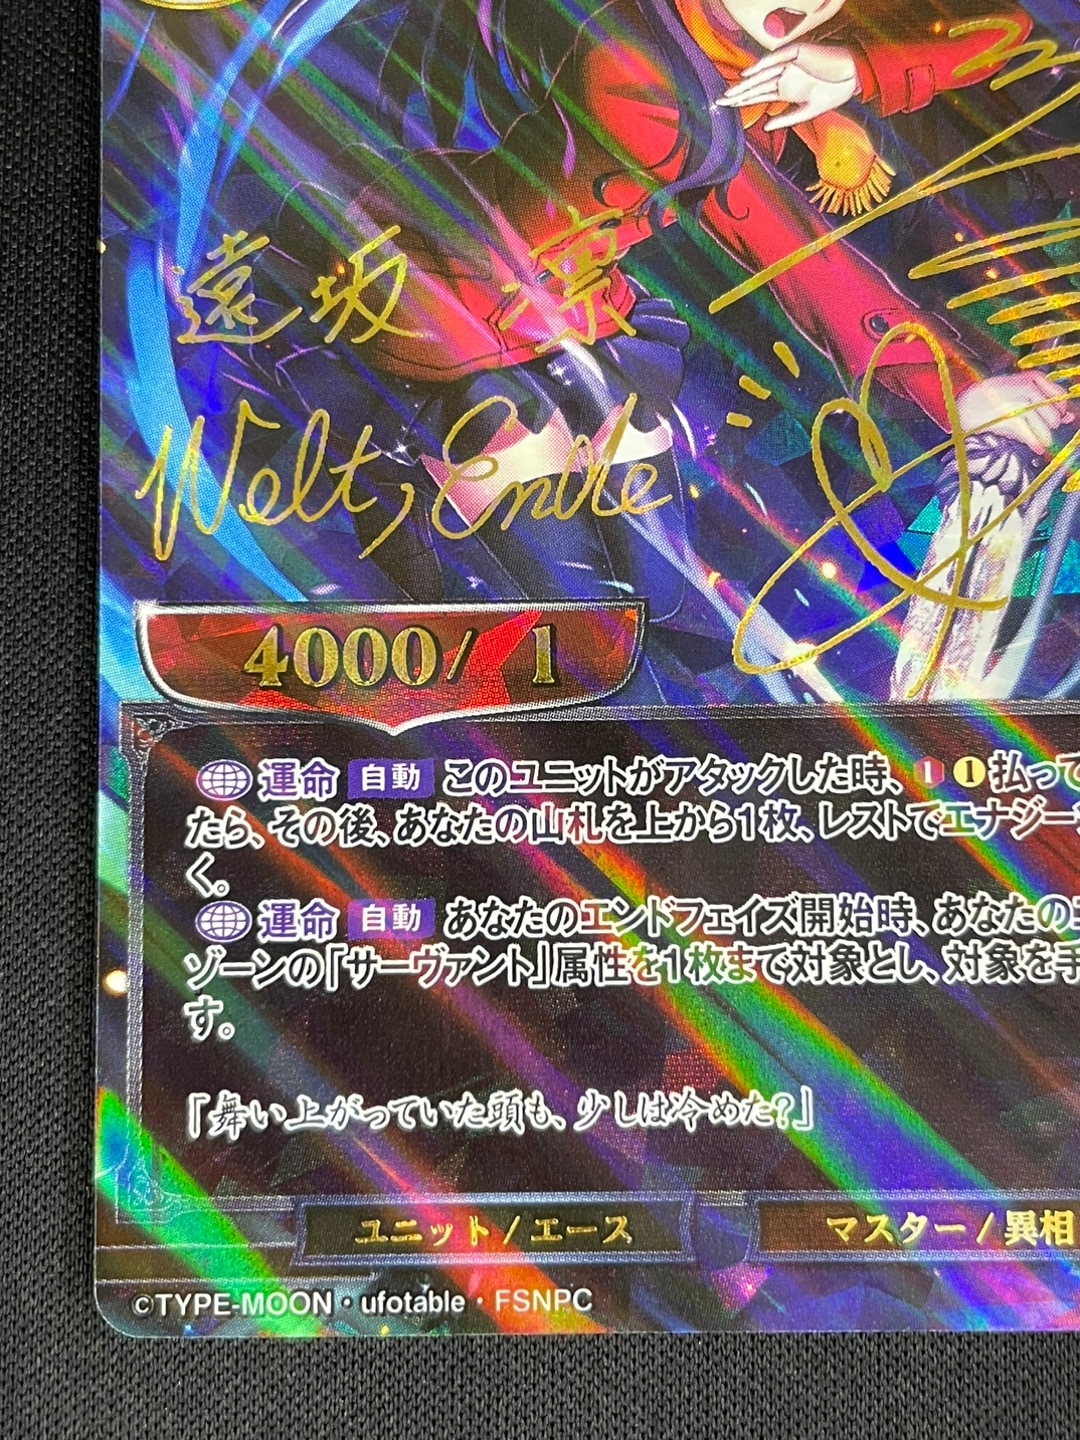 遠坂 凛
Welt, Ende
4000/ 1
運命 自動 このユニットがアタックした時、11払って
たら、その後、あなたの山札を上から1枚、レストでエナジー
く。
運命 自動 あなたのエンドフェイズ開始時、あなたの
ゾーンの「サーヴァント」属性を1枚まで対象とし、対象を手
す。
「舞い上がっていた頭も、少しは冷めた?」
ユニット / エース
マスター / 異相
©TYPE-MOON・ufotable・FSNPC